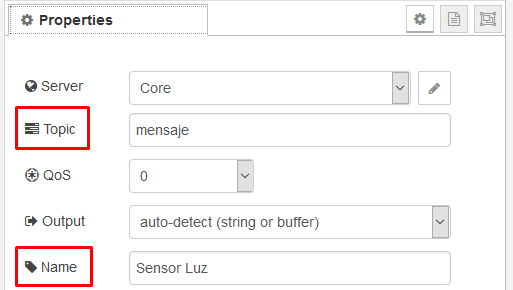 Properties
Server
Core
Topic
mensaje
QoS
0
Output
auto-detect (string or buffer)
Name
Sensor Luz